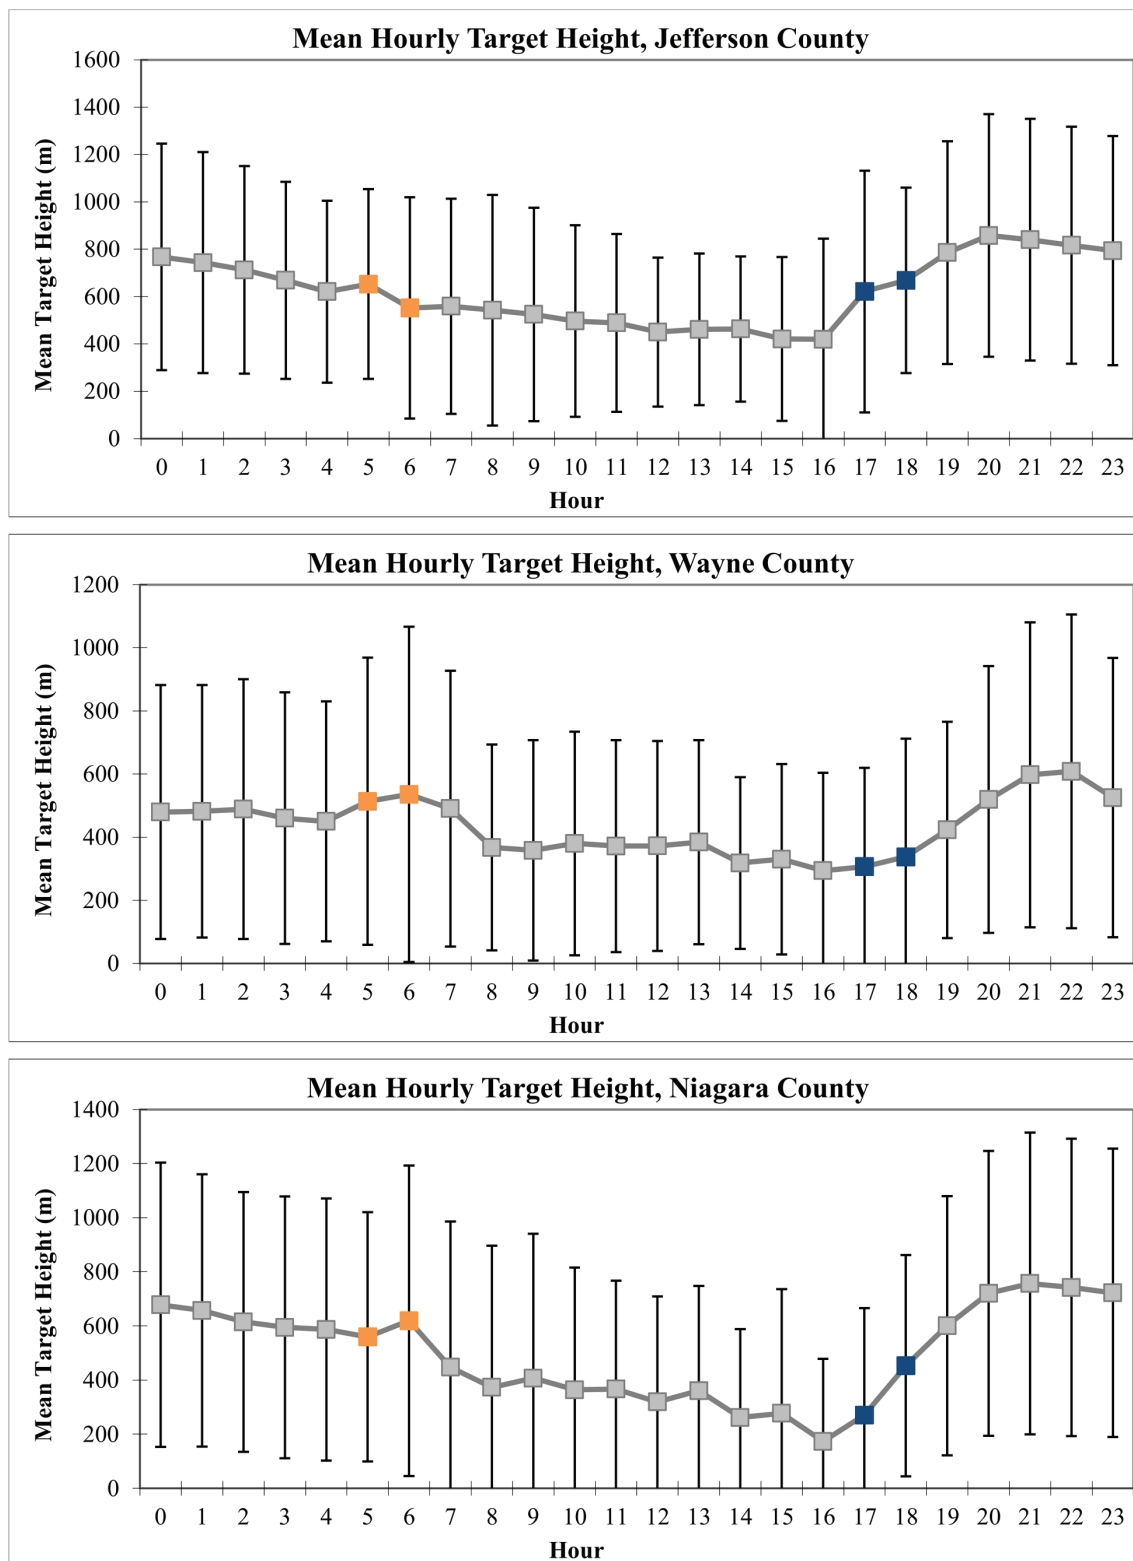 Mean Hourly Target Height, Jefferson County
Mean Target Height (m)
1600
1400
1200
1000
800
600
400
200
0
0 1 2 3 4 5 6 7 8 9 10 11 12 13 14 15 16 17 18 19 20 21 22 23
Hour
Mean Hourly Target Height, Wayne County
Mean Target Height (m)
1200
1000
800
600
400
200
0
0 1 2 3 4 5 6 7 8 9 10 11 12 13 14 15 16 17 18 19 20 21 22 23
Hour
Mean Hourly Target Height, Niagara County
Mean Target Height (m)
1400
1200
1000
800
600
400
200
0
0 1 2 3 4 5 6 7 8 9 10 11 12 13 14 15 16 17 18 19 20 21 22 23
Hour